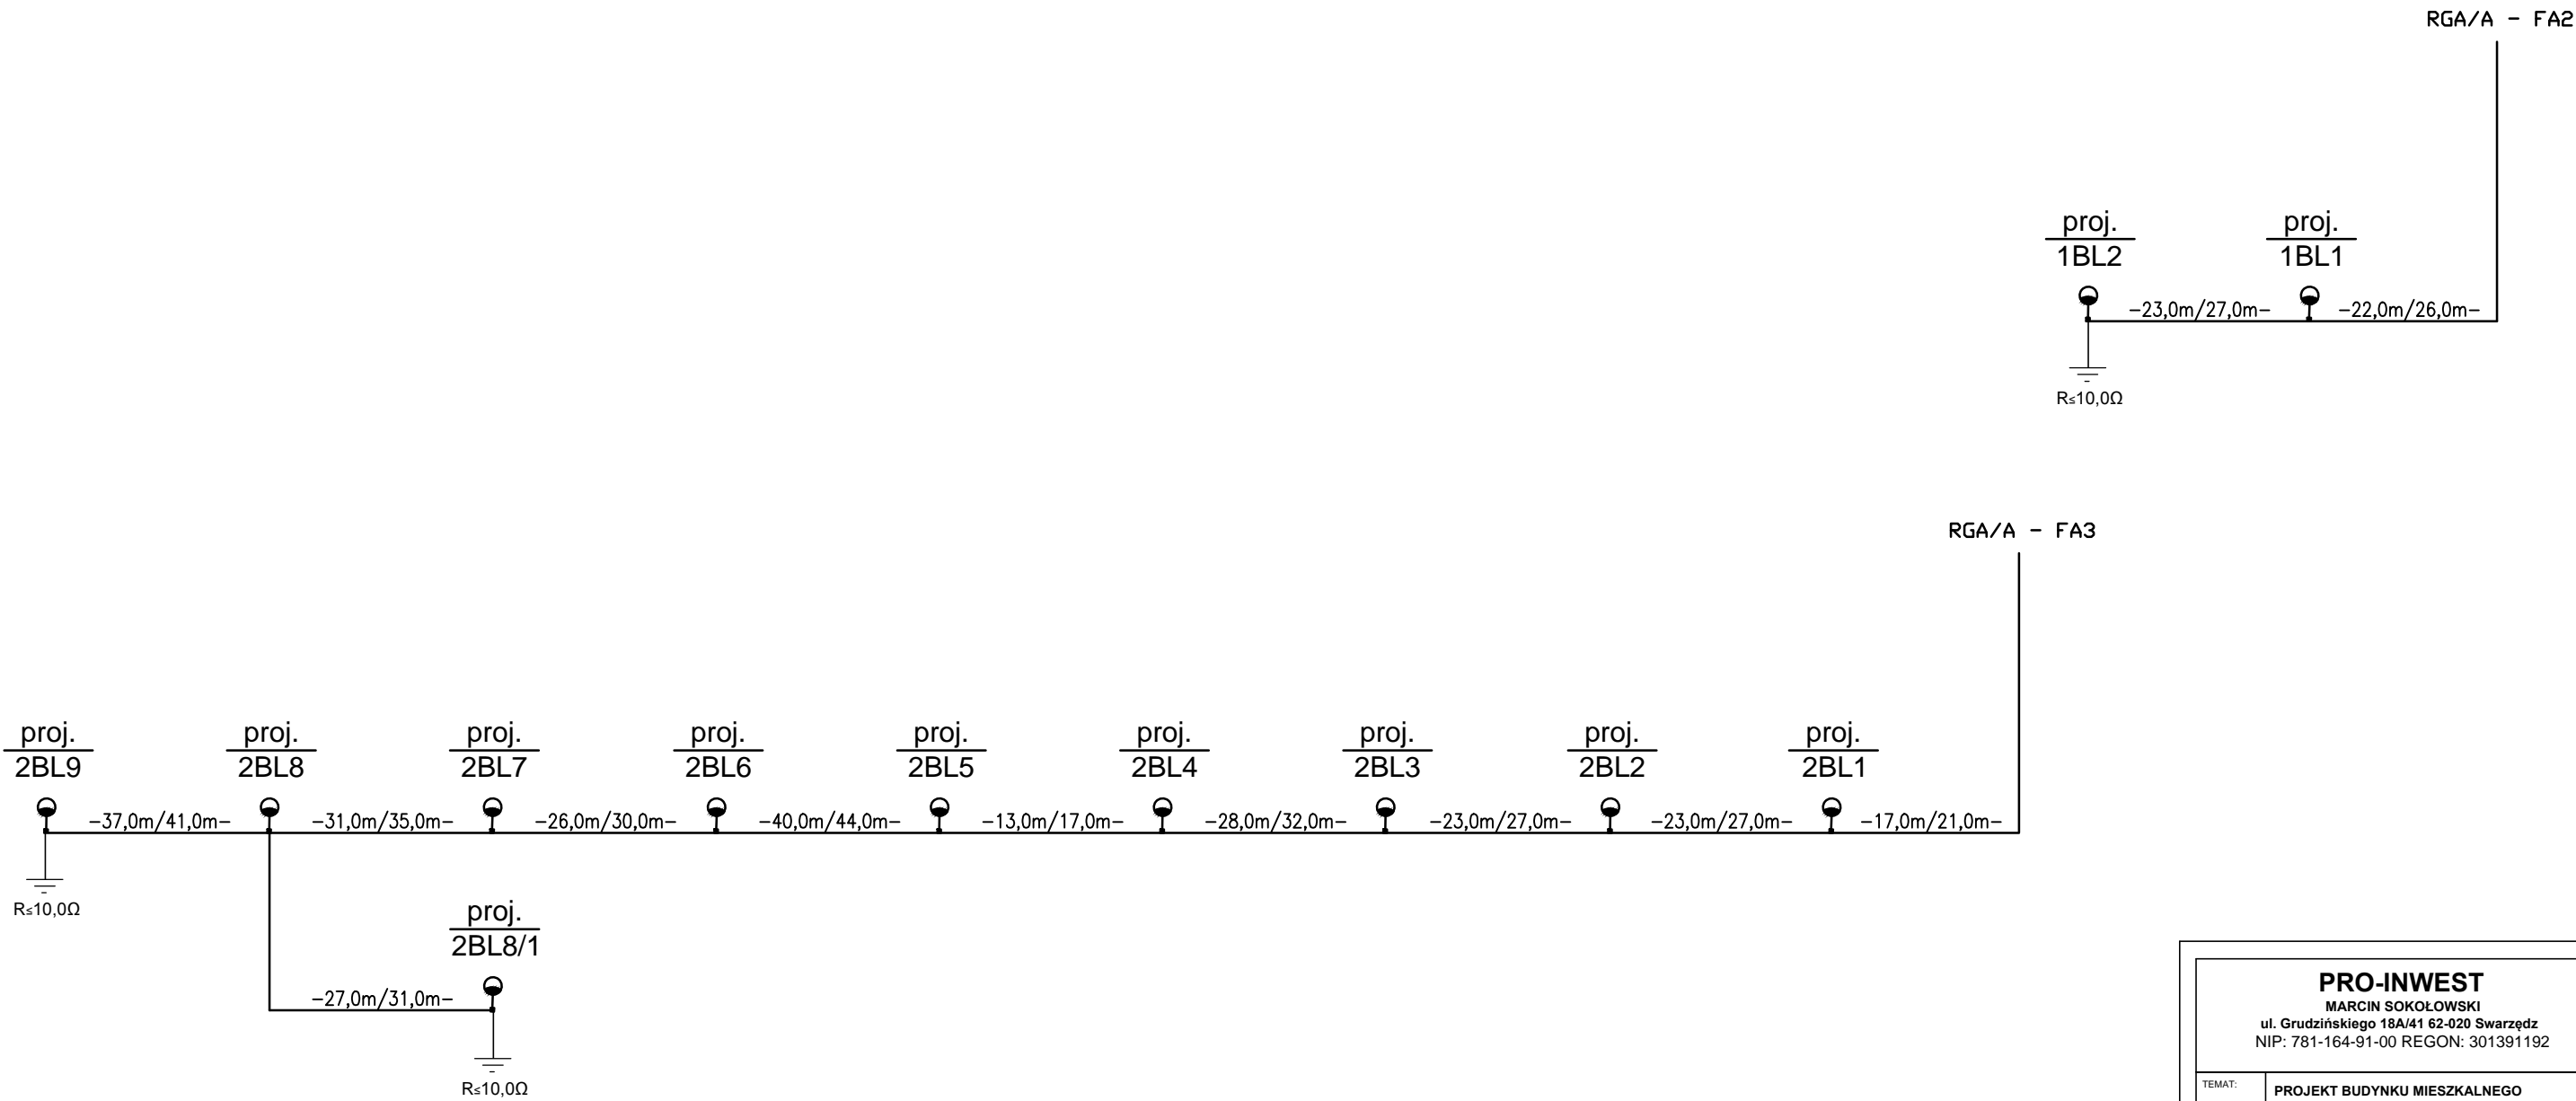 RGA/A - FA2
proj.
1BL2
proj.
1BL1
-23,0m/27,0m-
-22,0m/26,0m-
R≤10,0Ω
RGA/A - FA3
proj.
2BL9
proj.
2BL8
proj.
2BL7
proj.
2BL6
proj.
2BL5
proj.
2BL4
proj.
2BL3
proj.
2BL2
proj.
2BL1
-37,0m/41,0m-
-31,0m/35,0m-
-26,0m/30,0m-
-40,0m/44,0m-
-13,0m/17,0m-
-28,0m/32,0m-
-23,0m/27,0m-
-23,0m/27,0m-
-17,0m/21,0m-
R≤10,0Ω
proj.
2BL8/1
-27,0m/31,0m-
R≤10,0Ω
PRO-INWEST
MARCIN SOKOŁOWSKI
ul. Grudzińskiego 18A/41 62-020 Swarzędz
NIP: 781-164-91-00 REGON: 301391192
TEMAT:
PROJEKT BUDYNKU MIESZKALNEGO